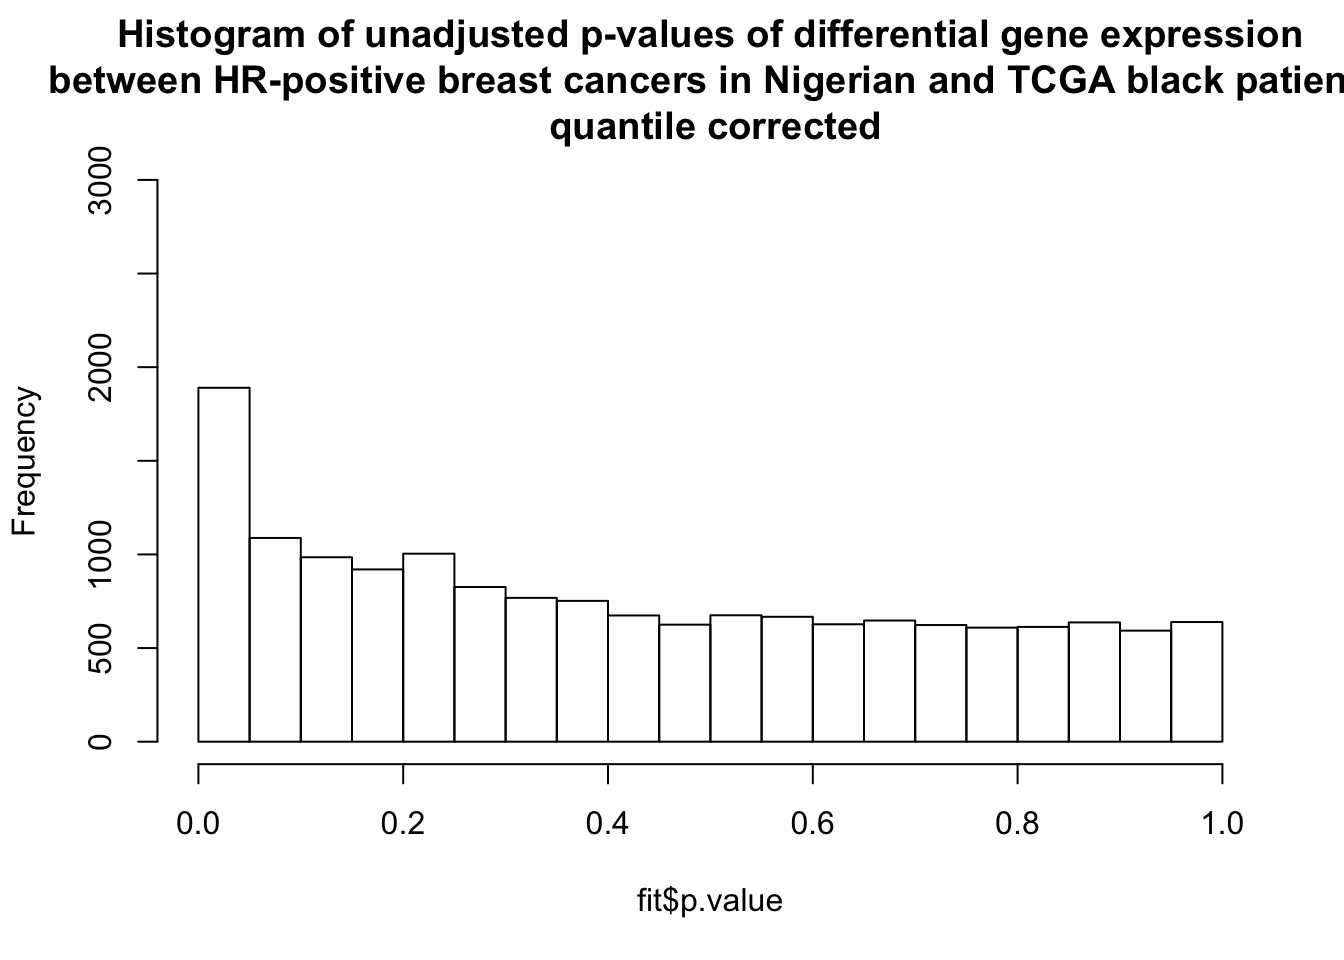 Histogram of unadjusted p-values of differential gene expression
between HR-positive breast cancers in Nigerian and TCGA black patien
quantile corrected
3000
2000
1000
500
0
Frequency
0.0 0.2 0.4 0.6 0.8 1.0
fit$p.value